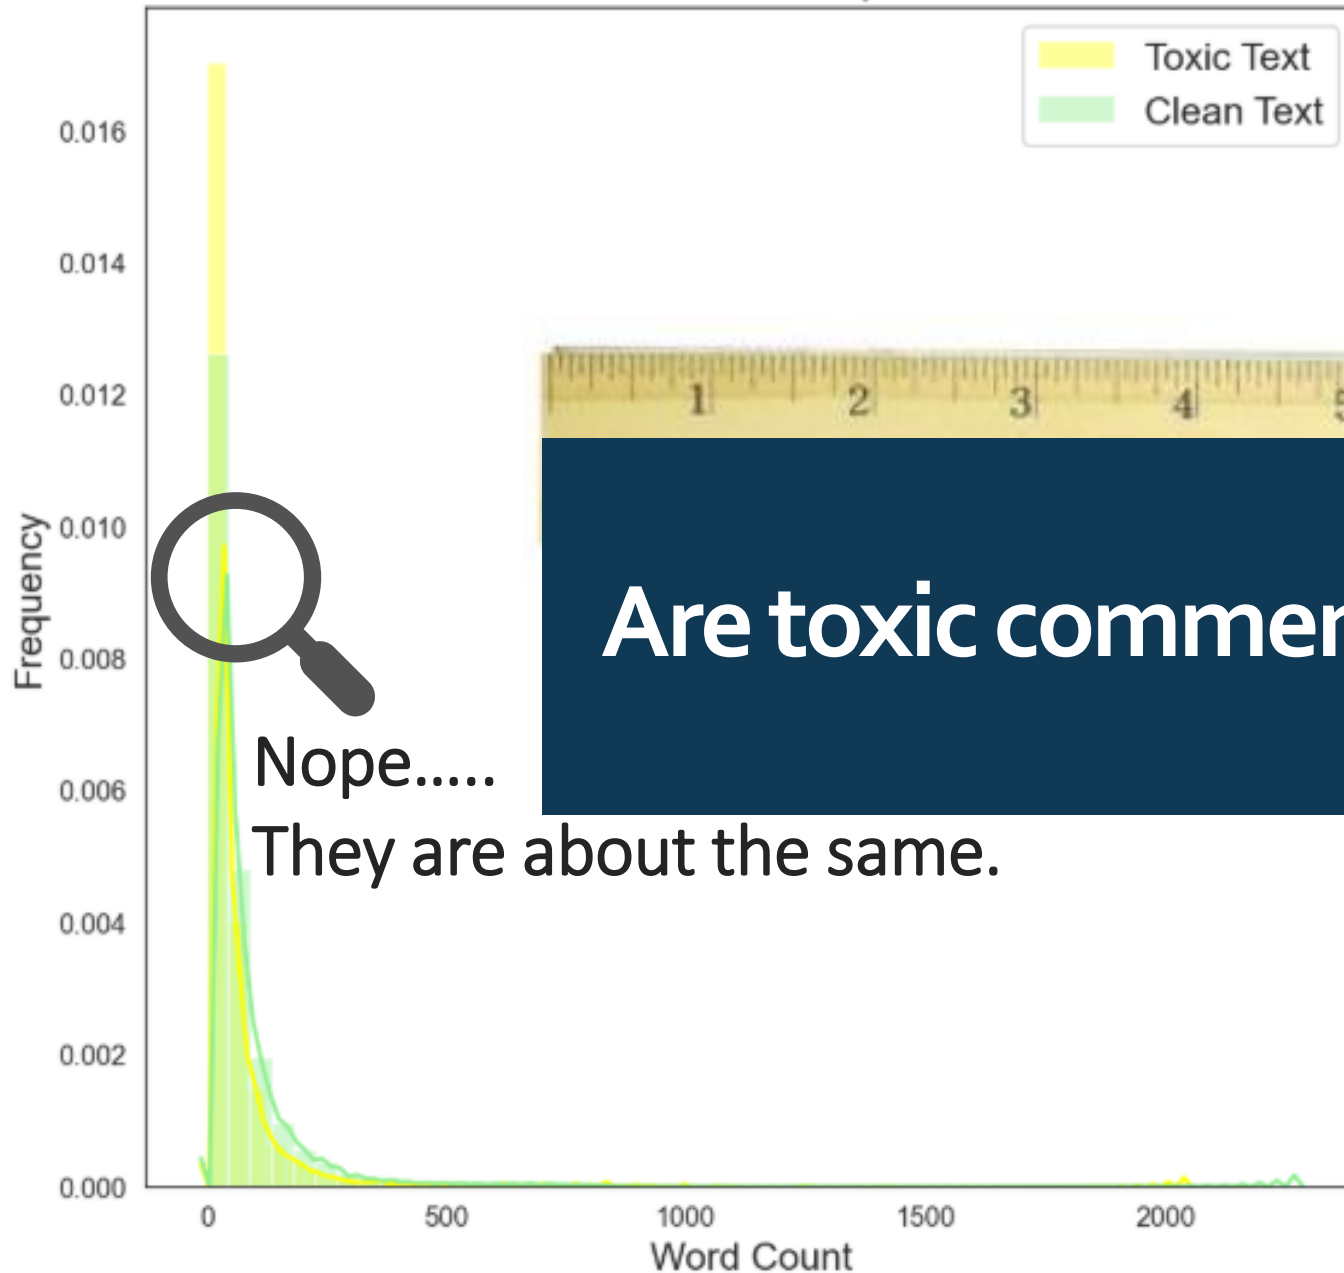 Toxic Text
Clean Text
0.016
0.014
0.012
0.010
0.008
0.006
0.004
0.002
0.000
Frequency
1 2 3 4 5
Are toxic commen
Nope.....
They are about the same.
0 500 1000 1500 2000
Word Count